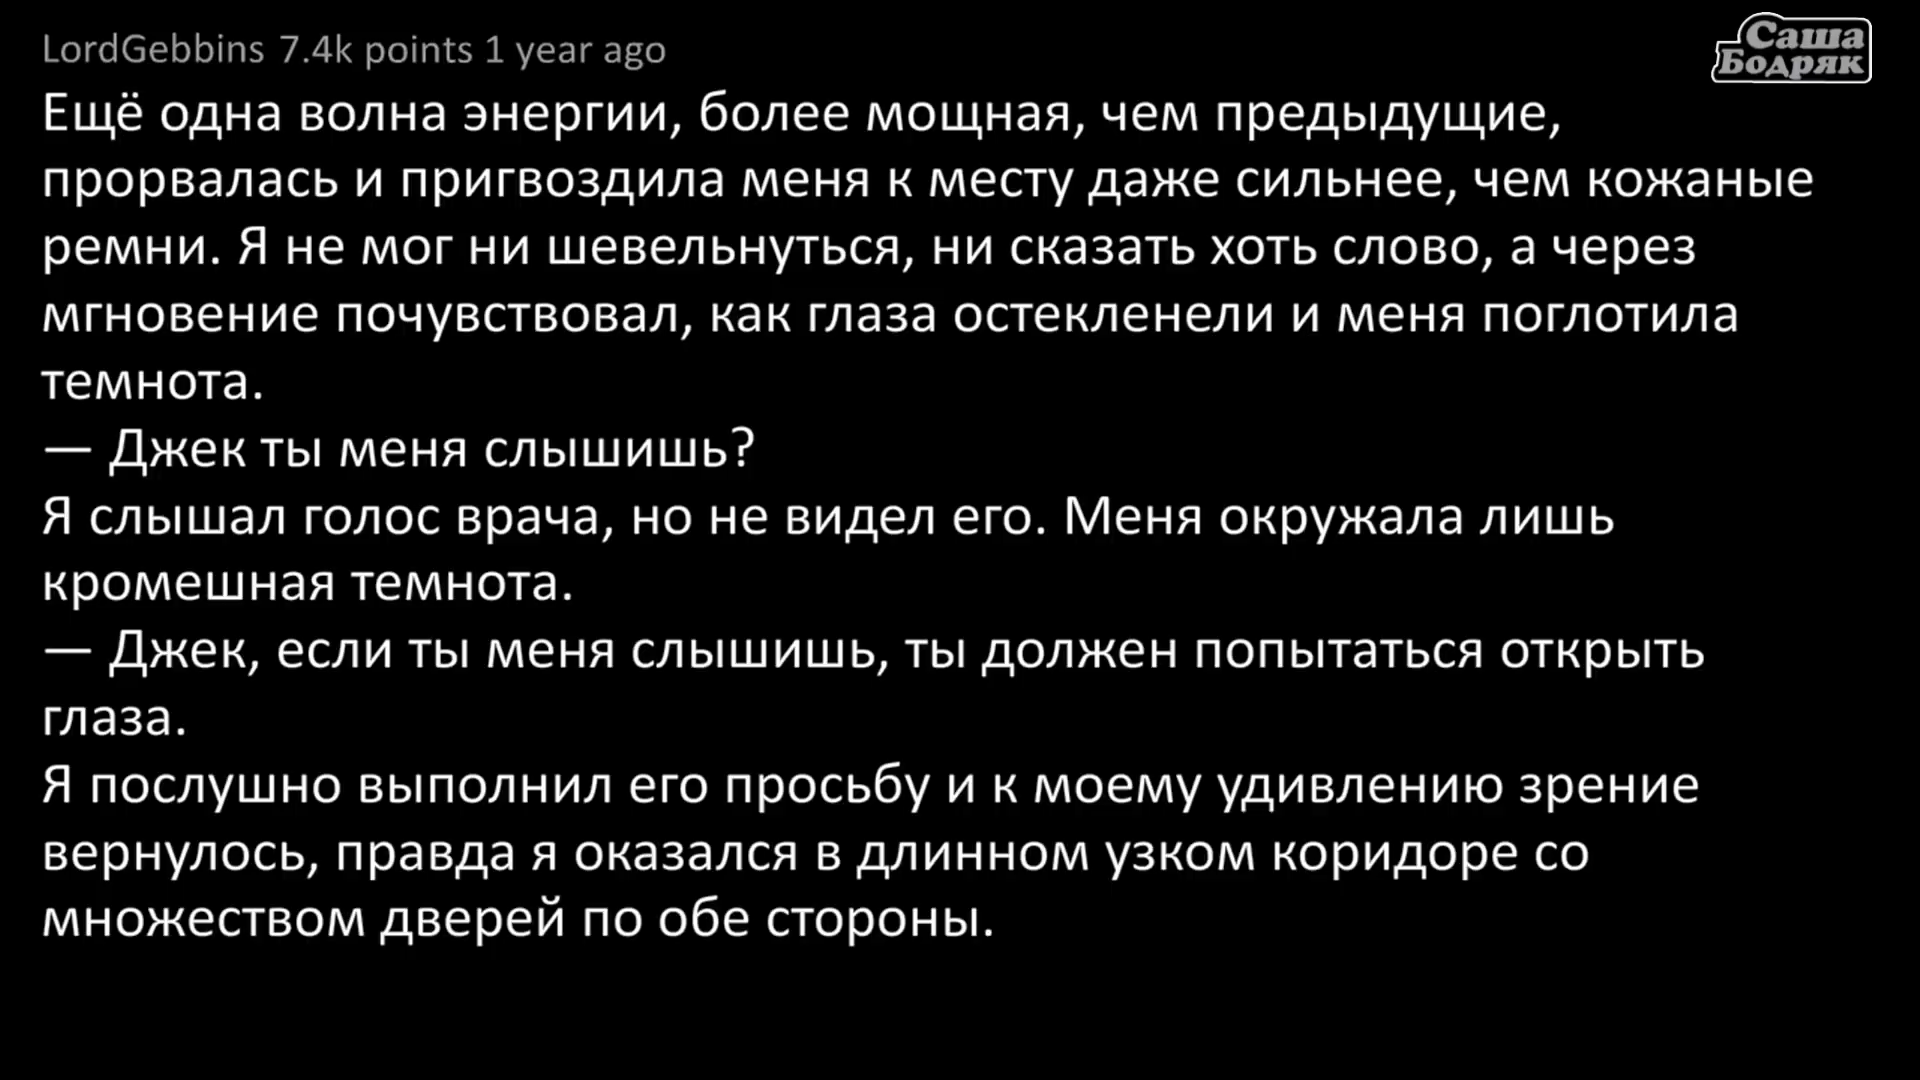 LordGebbins 7.4k points 1 year ago
Саша
Бодряк
Ещё одна волна энергии, более мощная, чем предыдущие,
прорвалась и пригвоздила меня к месту даже сильнее, чем кожаные
ремни. Я не мог ни шевельнуться, ни сказать хоть слово, а через
мгновение почувствовал, как глаза остекленели и меня поглотила
темнота.
— Джек ты меня слышишь?
Я слышал голос врача, но не видел его. Меня окружала лишь
кромешная темнота.
— Джек, если ты меня слышишь, ты должен попытаться открыть
глаза.
Я послушно выполнил его просьбу и к моему удивлению зрение
вернулось, правда я оказался в длинном узком коридоре со
множеством дверей по обе стороны.